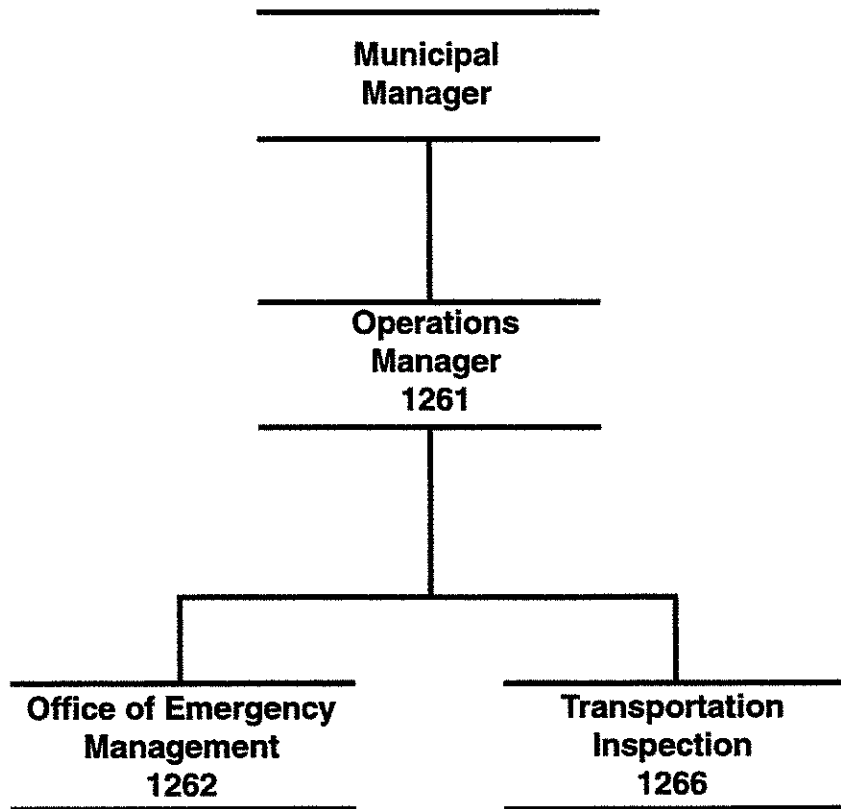 Municipal
Manager
Operations
Manager
1261
Office of Emergency
Management
1262
Transportation
Inspection
1266